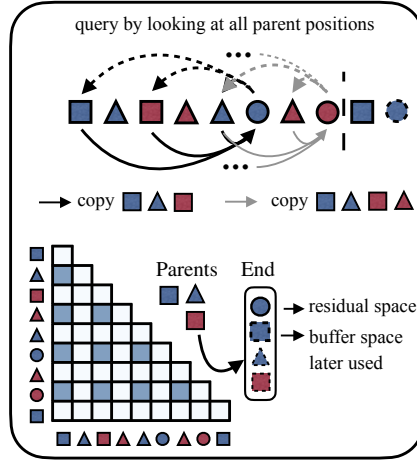 query by looking at all parent positions
copy
copy
Parents
End
residual space
buffer space
later used